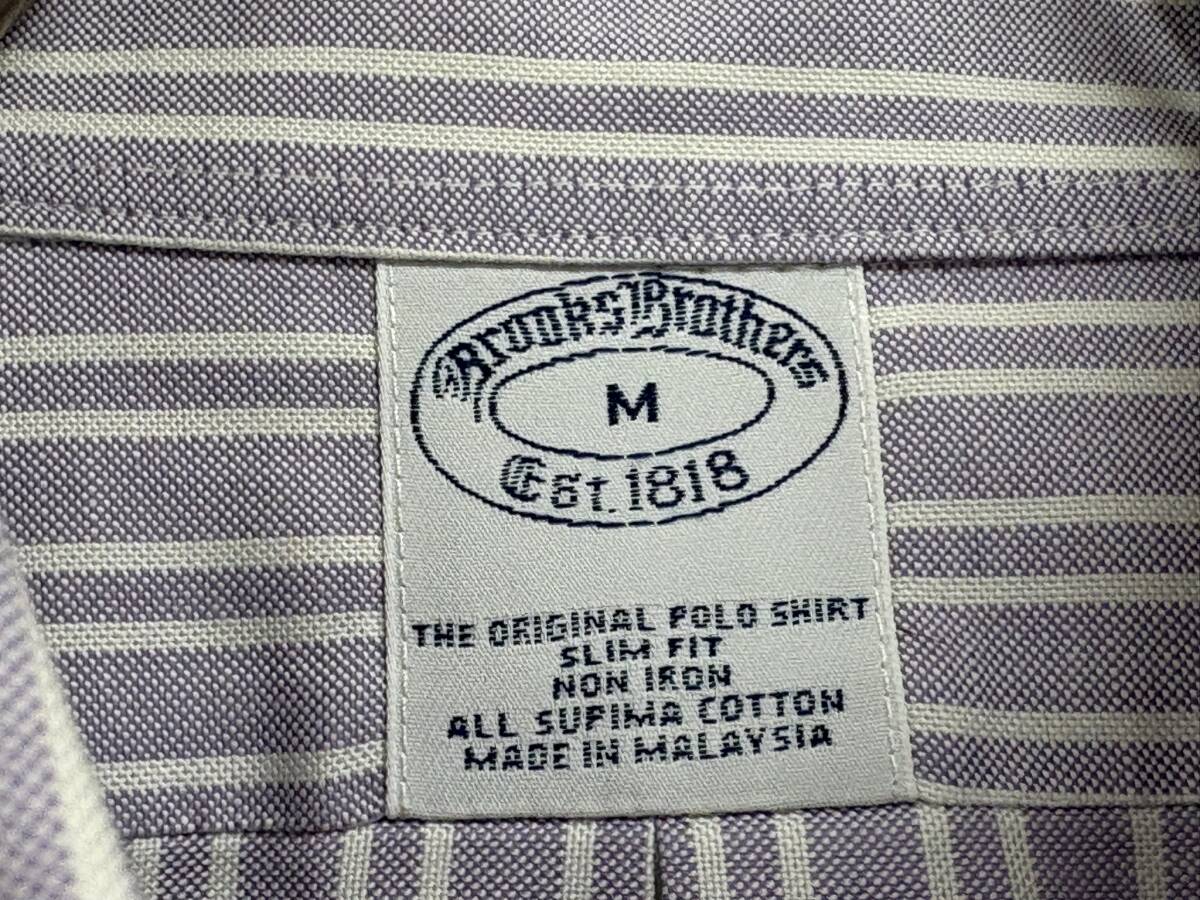 Brooks Brothers
M
Est. 1818
THE ORIGINAL POLO SHIRT
SLIM FIT
NON IRON
ALL SUPIMA COTTON
MADE IN MALAYSIA